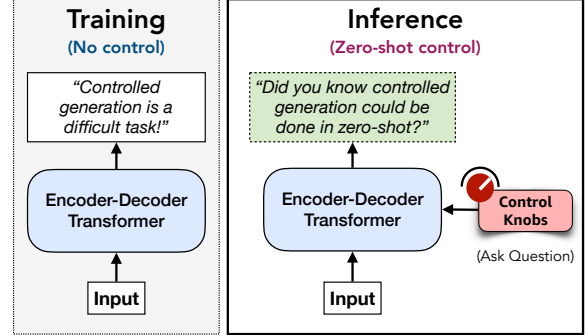 Training
(No control)
“Controlled
generation is a
difficult task!”
Encoder-Decoder
Transformer
Input
Inference
(Zero-shot control)
“Did you know controlled
generation could be
done in zero-shot?”
Encoder-Decoder
Transformer
Control
Knobs
(Ask Question)
Input